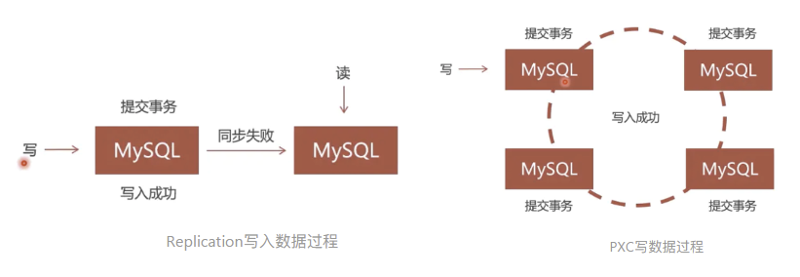 提交事务
写
MySQL
写入成功
同步失败
读
MySQL
Replication写入数据过程
写
提交事务
MySQL
提交事务
MySQL
写入成功
MySQL
提交事务
MySQL
提交事务
PXC写数据过程